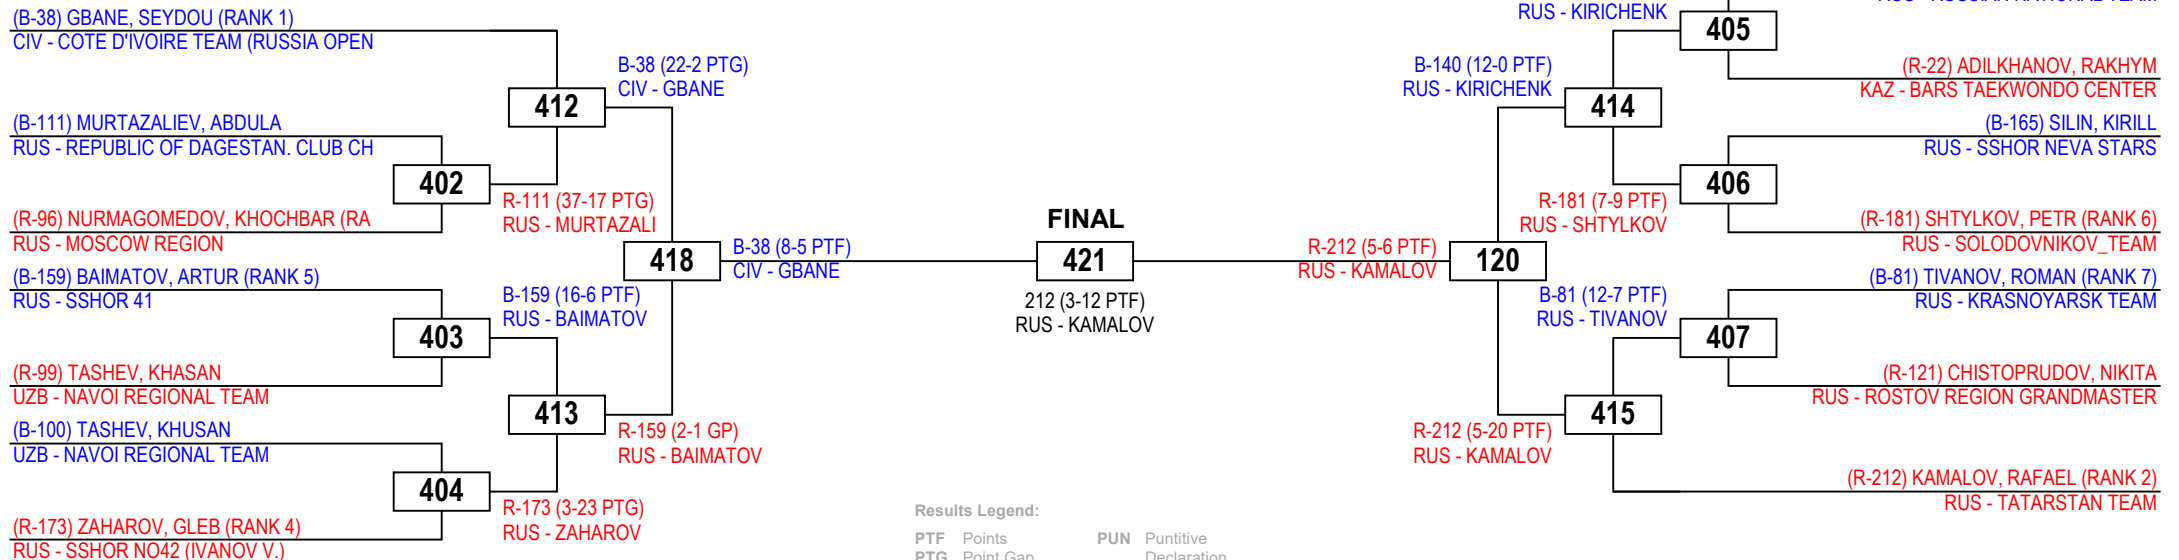 (B-38) GBANE, SEYDOU (RANK 1)
CIV - COTE D'IVOIRE TEAM (RUSSIA OPEN
412
B-38 (22-2 PTG)
CIV - GBANE
(B-111) MURTAZALIEV, ABDULA
RUS - REPUBLIC OF DAGESTAN. CLUB CH
402
R-111 (37-17 PTG)
RUS - MURTAZALI
(R-96) NURMAGOMEDOV, KHOCHBAR (RA
RUS - MOSCOW REGION
418
B-38 (8-5 PTF)
CIV - GBANE
(B-159) BAIMATOV, ARTUR (RANK 5)
RUS - SSHOR 41
403
B-159 (16-6 PTF)
RUS - BAIMATOV
(R-99) TASHEV, KHASAN
UZB - NAVOI REGIONAL TEAM
413
R-159 (2-1 GP)
RUS - BAIMATOV
(B-100) TASHEV, KHUSAN
UZB - NAVOI REGIONAL TEAM
404
R-173 (3-23 PTG)
RUS - ZAHAROV
(R-173) ZAHAROV, GLEB (RANK 4)
RUS - SSHOR NO42 (IVANOV V.)
FINAL
421
212 (3-12 PTF)
RUS - KAMALOV
RUS - KIRICHENK
405
(R-22) ADILKHANOV, RAKHYM
KAZ - BARS TAEKWONDO CENTER
B-140 (12-0 PTF)
RUS - KIRICHENK
414
(B-165) SILIN, KIRILL
RUS - SSHOR NEVA STARS
406
R-181 (7-9 PTF)
RUS - SHTYLKOV
(R-181) SHTYLKOV, PETR (RANK 6)
RUS - SOLODOVNIKOV_TEAM
R-212 (5-6 PTF)
RUS - KAMALOV
120
(B-81) TIVANOV, ROMAN (RANK 7)
RUS - KRASNOYARSK TEAM
B-81 (12-7 PTF)
RUS - TIVANOV
407
(R-121) CHISTOPRUDOV, NIKITA
RUS - ROSTOV REGION GRANDMASTER
415
R-212 (5-20 PTF)
RUS - KAMALOV
(R-212) KAMALOV, RAFAEL (RANK 2)
RUS - TATARSTAN TEAM
Results Legend:
PTF Points PUN Puntitive
PTG Point Gap Declaration